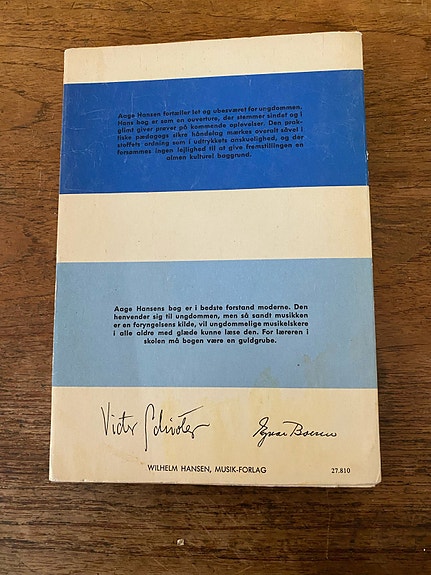 Aage Hansen fortæller let og ubesværet for ungdommen.
Hans bog er som en ouverture, der stemmer sindet og i
glimt giver prøver på kommende oplevelser. Den prak-
tiske pædagogs sikre håndelag mærkes overalt såvel i
stoffets ordning som i udtrykkets anskuelighed, og der
forsømmes ingen lejlighed til at give fremstillingen en
almen kulturel baggrund.
Aage Hansens bog er i bedste forstand moderne. Den
henvender sig til ungdommen, men så sandt musikken
er en foryngelsens kilde, vil ungdommelige musikelskere
i alle aldre med glæde kunne læse den. For læreren i
skolen må bogen være en guldgrube.
WILHELM HANSEN, MUSIK-FORLAG 27.810